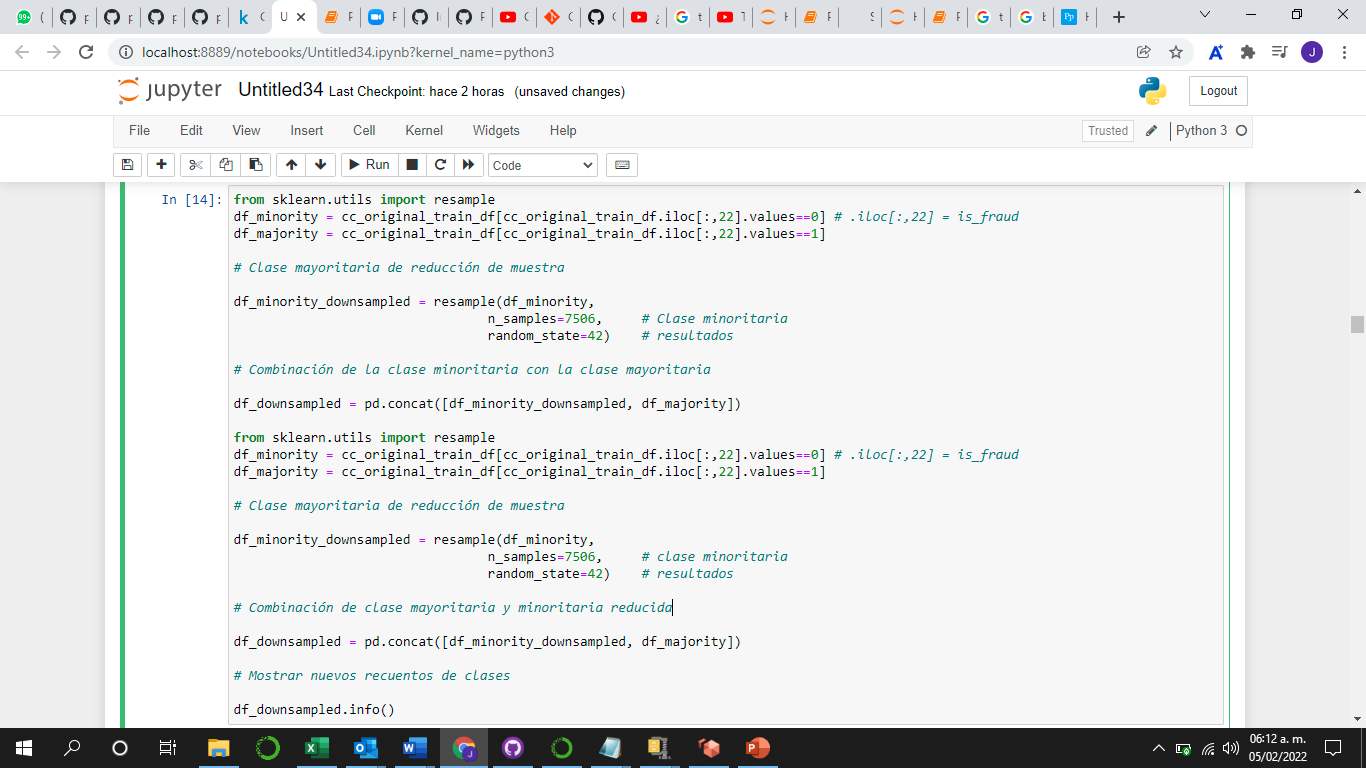 99+
localhost:8889/notebooks/Untitled34.ipynb?kernel_name=python3
J
jupyter Untitled34 Last Checkpoint: hace 2 horas (unsaved changes)
Logout
File Edit View Insert Cell Kernel Widgets Help
Trusted Python 3
Run Code
In [14]:
from sklearn.utils import resample
df_minority = cc_original_train_df[cc_original_train_df.iloc[:,22].values==0] # .iloc[:,22] = is_fraud
df_majority = cc_original_train_df[cc_original_train_df.iloc[:,22].values==1]
# Clase mayoritaria de reducción de muestra
df_minority_downsampled = resample(df_minority,
n_samples=7506, # Clase minoritaria
random_state=42) # resultados
# Combinación de la clase minoritaria con la clase mayoritaria
df_downsampled = pd.concat([df_minority_downsampled, df_majority])
from sklearn.utils import resample
df_minority = cc_original_train_df[cc_original_train_df.iloc[:,22].values==0] # .iloc[:,22] = is_fraud
df_majority = cc_original_train_df[cc_original_train_df.iloc[:,22].values==1]
# Clase mayoritaria de reducción de muestra
df_minority_downsampled = resample(df_minority,
n_samples=7506, # clase minoritaria
random_state=42) # resultados
# Combinación de clase mayoritaria y minoritaria reducida
df_downsampled = pd.concat([df_minority_downsampled, df_majority])
# Mostrar nuevos recuentos de clases
df_downsampled.info()
06:12 a. m.
05/02/2022